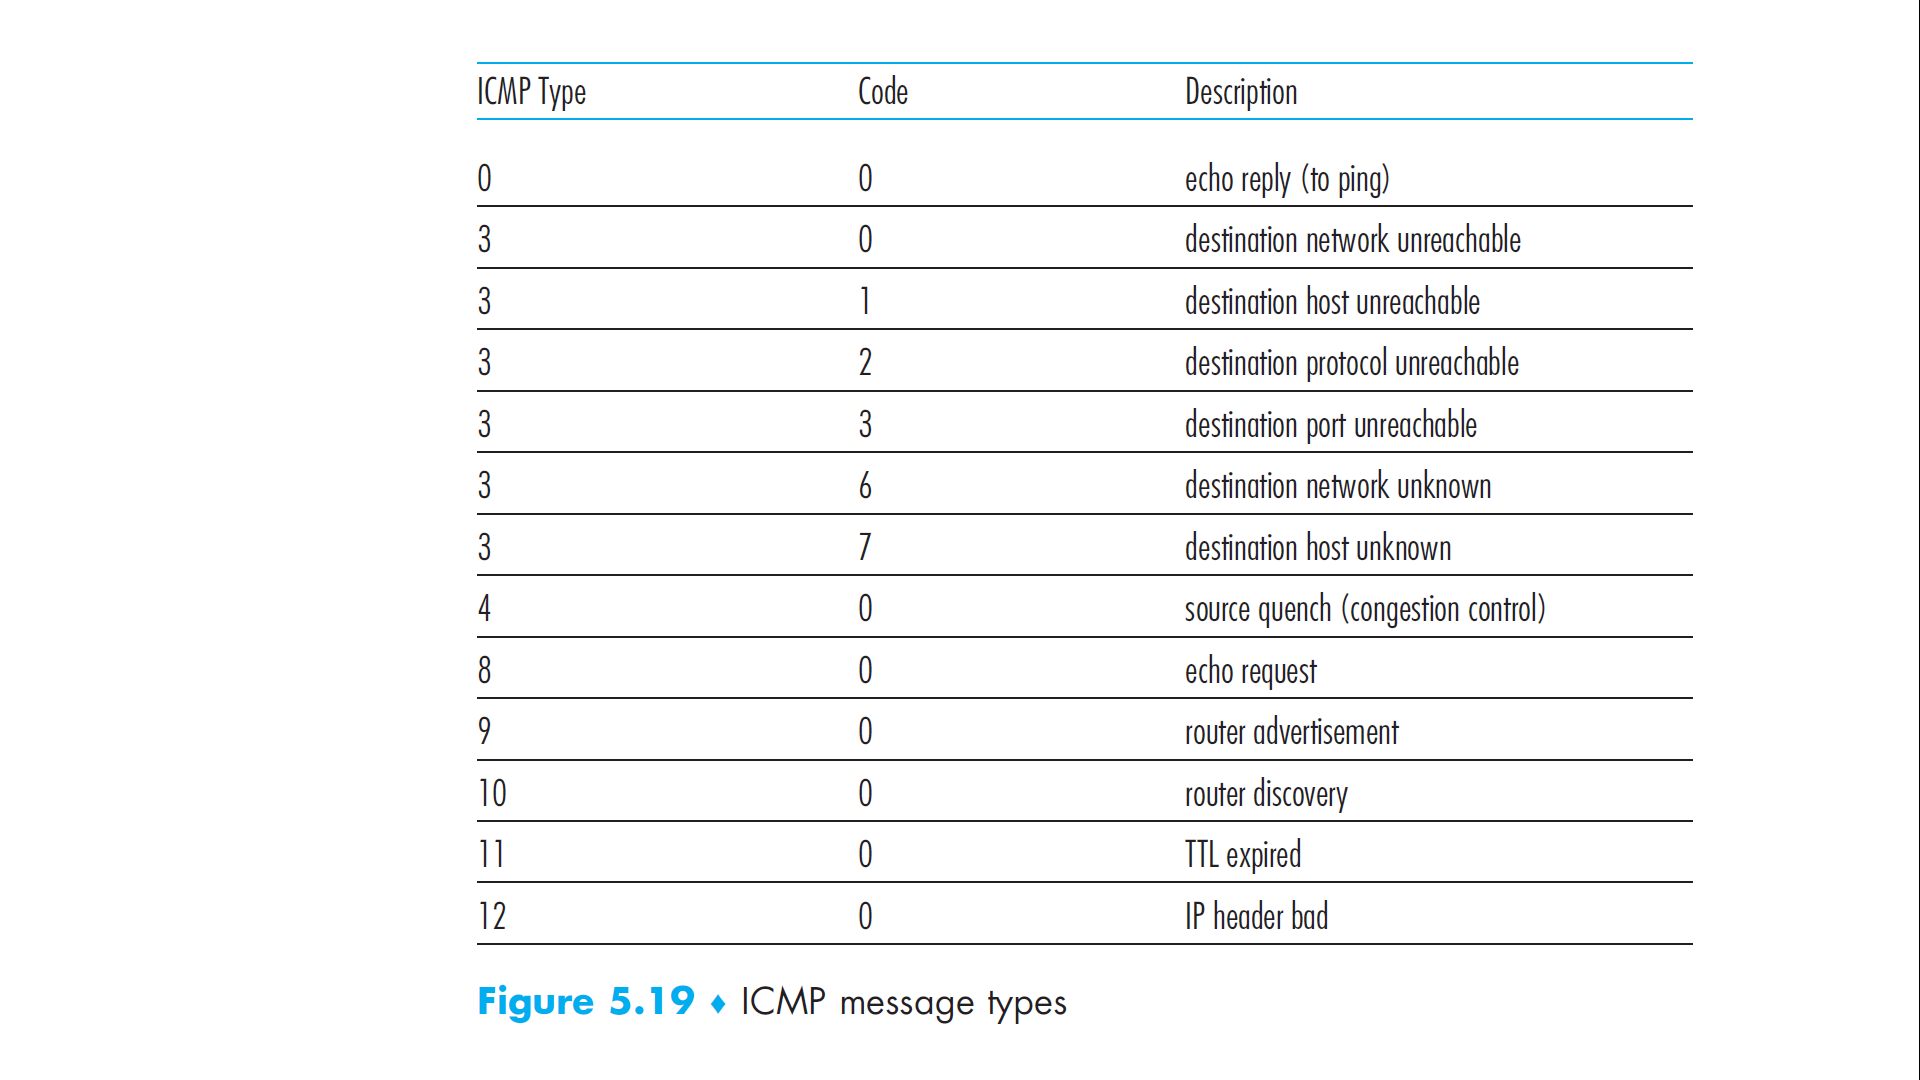 ICMP Type Code Description
0 0 echo reply (to ping)
3 0 destination network unreachable
3 1 destination host unreachable
3 2 destination protocol unreachable
3 3 destination port unreachable
3 6 destination network unknown
3 7 destination host unknown
4 0 source quench (congestion control)
8 0 echo request
9 0 router advertisement
10 0 router discovery
11 0 TTL expired
12 0 IP header bad
Figure 5.19 ♦ ICMP message types